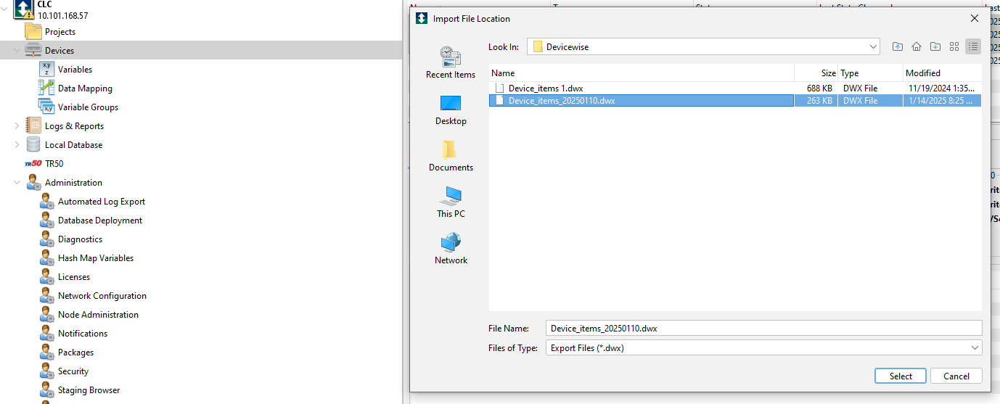 CLC
10.101.168.57
Projects
Devices
x,y
z
Variables
Data Mapping
x,y
Variable Groups
Logs & Reports
Local Database
TR50
TR50
Administration
Automated Log Export
Database Deployment
Diagnostics
Hash Map Variables
Licenses
Network Configuration
Node Administration
Notifications
Packages
Security
Staging Browser
Import File Location
Look In:
Devicewise
Recent Items
Desktop
Documents
This PC
Network
Name Size Type Modified
Device_items 1.dwx 688 KB DWX File 11/19/2024 1:35...
Device_items_20250110.dwx 263 KB DWX File 1/14/2025 8:25 ...
File Name:
Device_items_20250110.dwx
Files of Type:
Export Files (*.dwx)
Select
Cancel